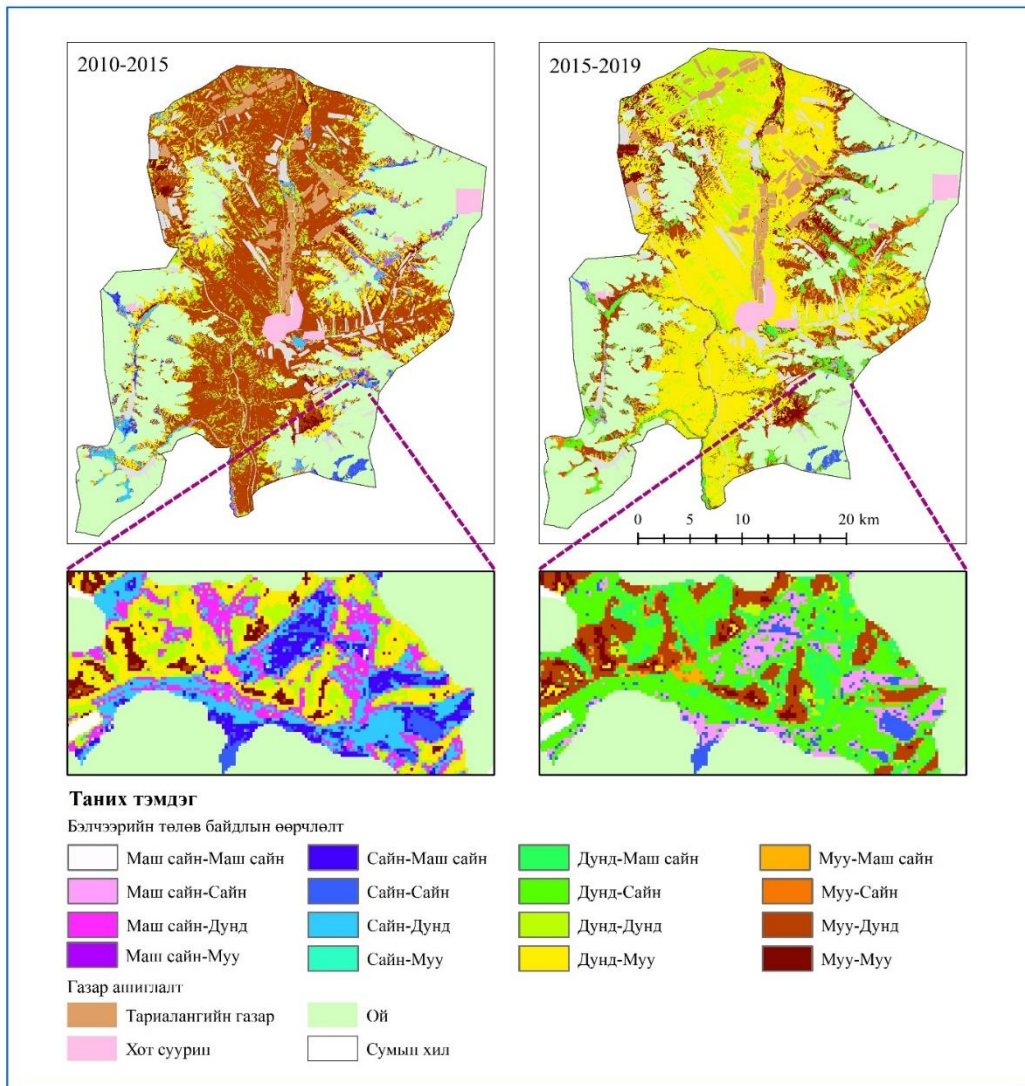 2010-2015
2015-2019
0 5 10 20 km
Таних тэмдэг
Бэлчээрийн төлөв байдлын өөрчлөлт
Маш сайн-Маш сайн
Сайн-Маш сайн
Дунд-Маш сайн
Муу-Маш сайн
Маш сайн-Сайн
Сайн-Сайн
Дунд-Сайн
Муу-Сайн
Маш сайн-Дунд
Сайн-Дунд
Дунд-Дунд
Муу-Дунд
Маш сайн-Муу
Сайн-Муу
Дунд-Муу
Муу-Муу
Газар ашиглалт
Тариалангийн газар
Ой
Хот суурин
Сумын хил